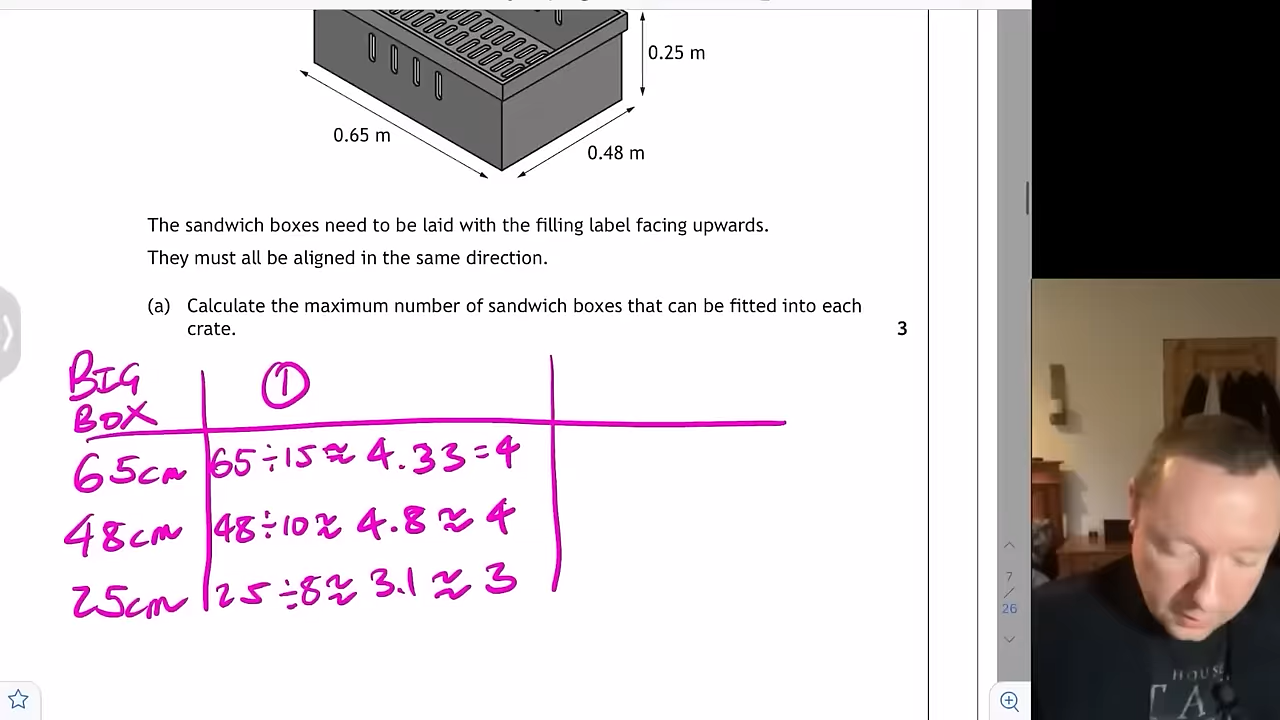 0.25 m
0.65 m
0.48 m
The sandwich boxes need to be laid with the filling label facing upwards.
They must all be aligned in the same direction.
(a) Calculate the maximum number of sandwich boxes that can be fitted into each
crate.
3
BIG
BOX
①
65cm 65÷15≈ 4.33=4
48cm 48÷10≈ 4.8≈4
25cm 25÷8≈ 3.1≈3
7
/
26
HOUSE